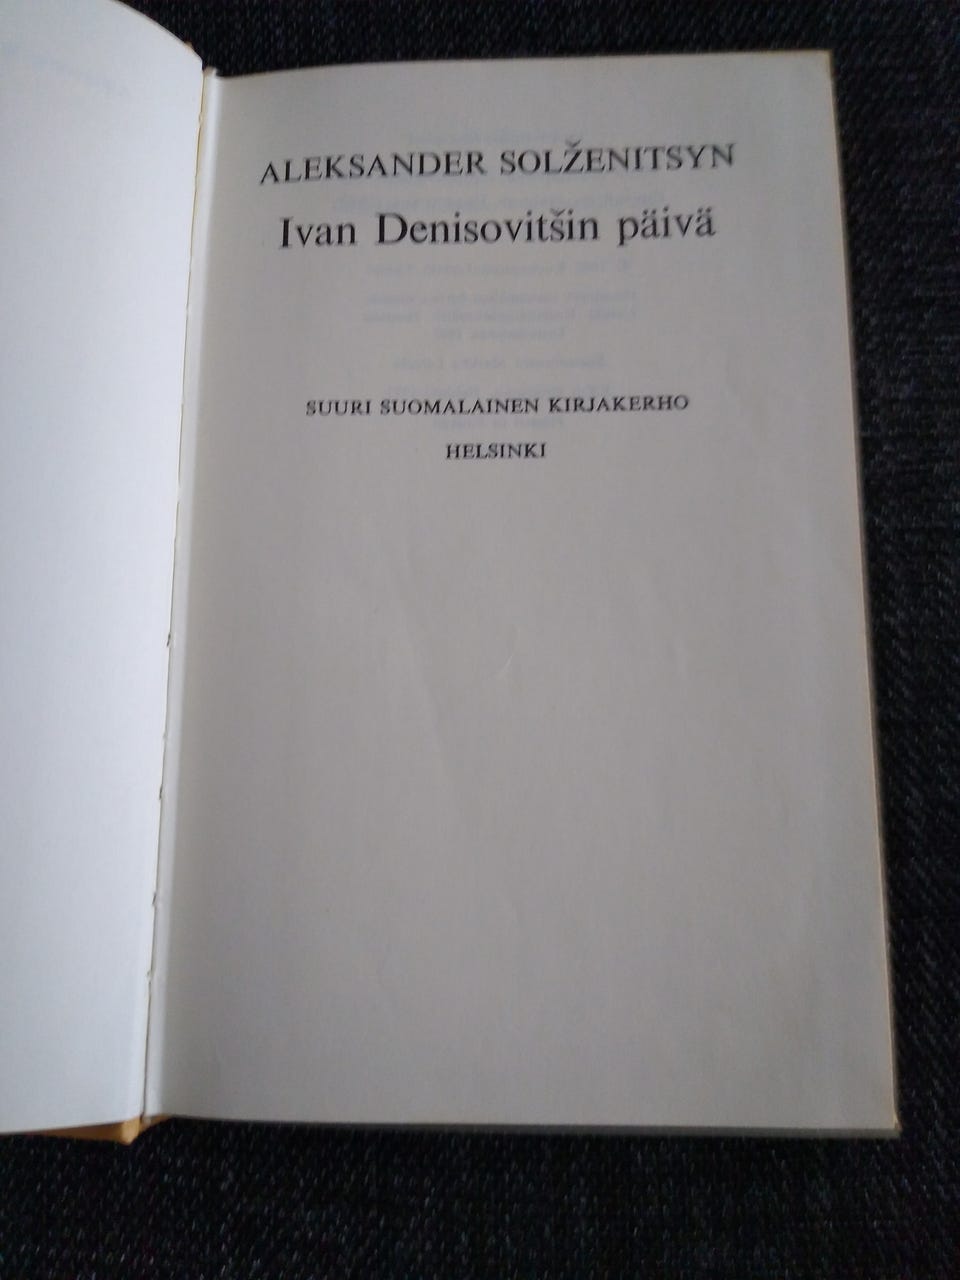 ALEKSANDER SOLŽENITSYN
Ivan Denisovitšin päivä
SUURI SUOMALAINEN KIRJAKERHO
HELSINKI